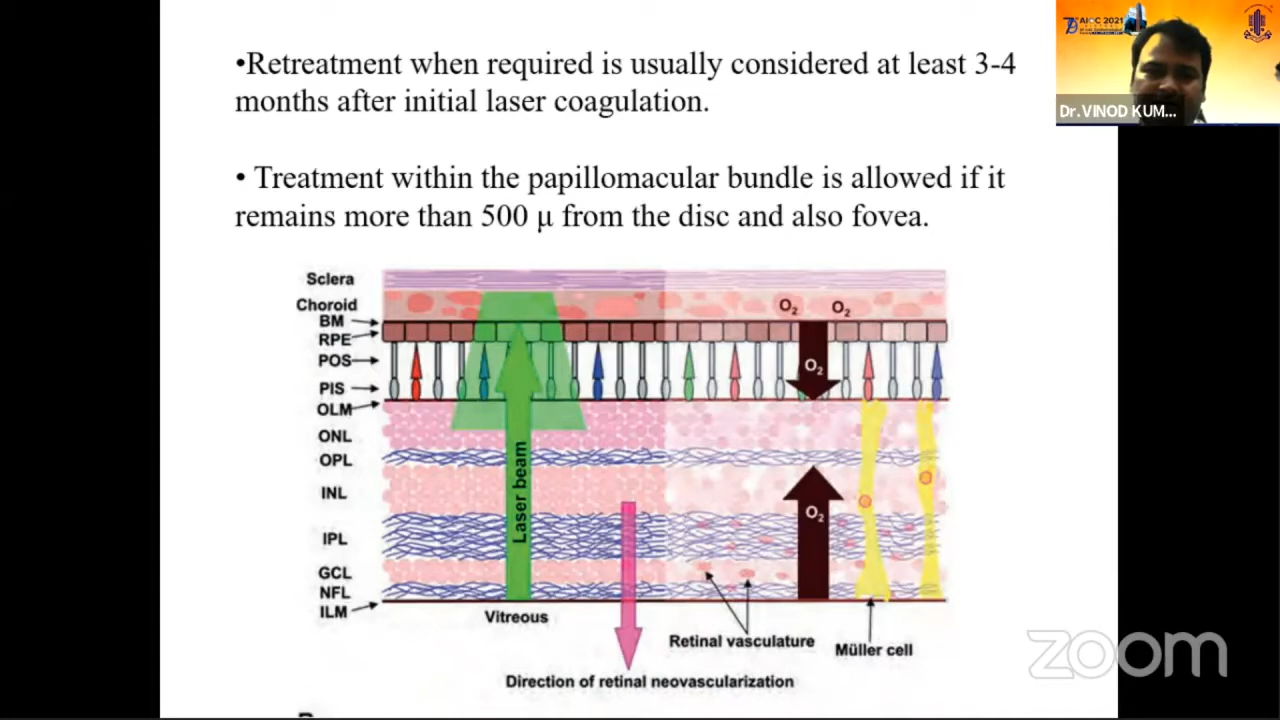 •Retreatment when required is usually considered at least 3-4
months after initial laser coagulation.
• Treatment within the papillomacular bundle is allowed if it
remains more than 500 µ from the disc and also fovea.
AIOC 2021
Dr.VINOD KUM...
Sclera
Choroid
BM
RPE
POS
PIS
OLM
ONL
OPL
INL
IPL
GCL
NFL
ILM
Laser beam
O2 O2
O2
O2
Vitreous
Retinal vasculature
Müller cell
Direction of retinal neovascularization
zoom